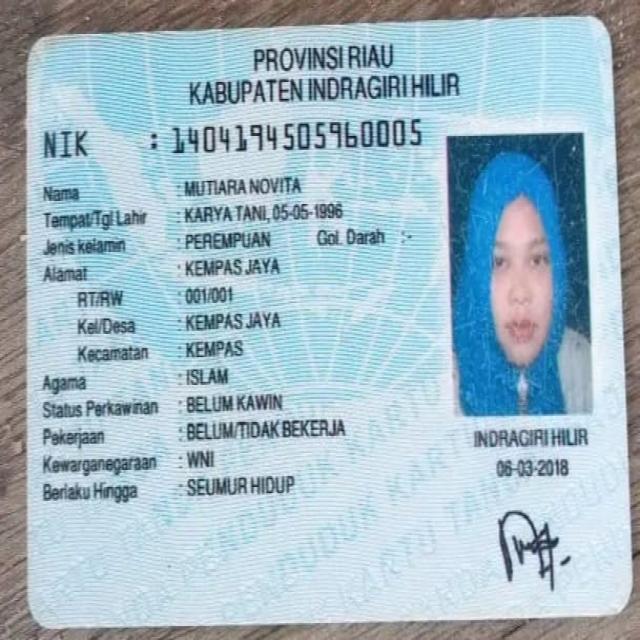 PROVINSI RIAU
KABUPATEN INDRAGIRI HILIR
NIK : 1404194505960005
Nama : MUTIARA NOVITA
Tempat/Tgl Lahir : KARYA TANI, 05-05-1996
Jenis kelamin : PEREMPUAN Gol. Darah :-
Alamat : KEMPAS JAYA
RT/RW : 001/001
Kel/Desa : KEMPAS JAYA
Kecamatan : KEMPAS
Agama : ISLAM
Status Perkawinan : BELUM KAWIN
Pekerjaan : BELUM/TIDAK BEKERJA
Kewarganegaraan : WNI
Berlaku Hingga : SEUMUR HIDUP
INDRAGIRI HILIR
06-03-2018